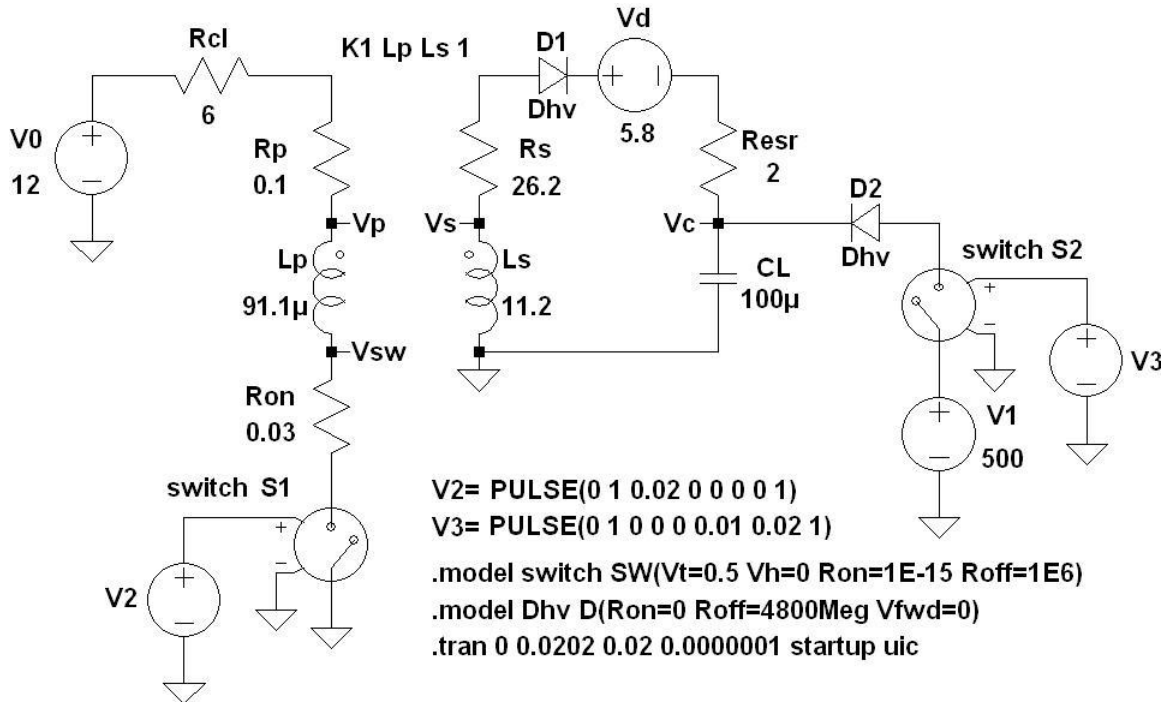 Rcl
6
K1 Lp Ls 1
D1
Dhv
Vd
+
–
5.8
V0
12
+
–
Rp
0.1
Rs
26.2
Resr
2
D2
Dhv
Vp
Vs
Vc
Lp
91.1µ
Ls
11.2
CL
100µ
switch S2
+
–
Vsw
+
–
V3
Ron
0.03
+
–
V1
500
switch S1
+
–
V2
+
–
V2= PULSE(0 1 0.02 0 0 0 0 1)
V3= PULSE(0 1 0 0 0 0.01 0.02 1)
.model switch SW(Vt=0.5 Vh=0 Ron=1E-15 Roff=1E6)
.model Dhv D(Ron=0 Roff=4800Meg Vfwd=0)
.tran 0 0.0202 0.02 0.0000001 startup uic